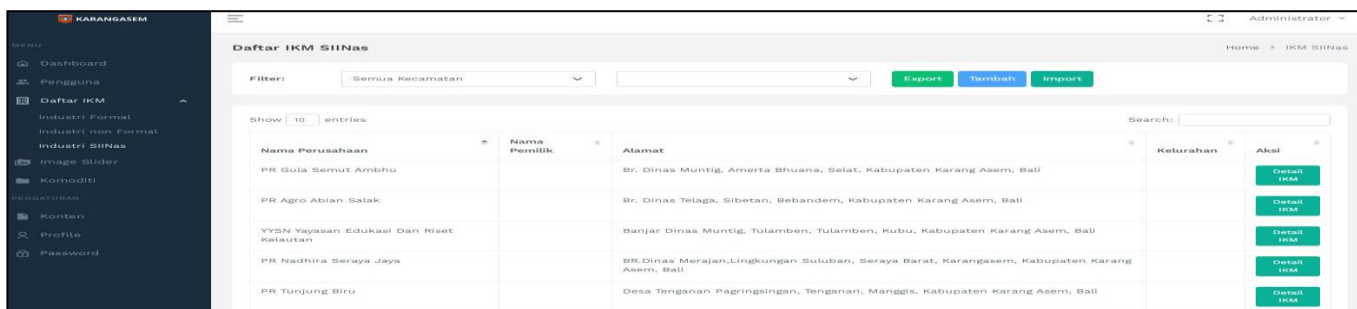 KARANGASEM
Administrator
MENU
Dashboard
Pengguna
Daftar IKM
Industri Formal
Industri non Formal
Industri SIINas
Image Slider
Komoditi
PENGATURAN
Konten
Profile
Password
Daftar IKM SIINas
Home > IKM SIINas
Filter: Semua Kecamatan Export Tambah Import
Show 10 entries Search:
Nama Perusahaan Nama Pemilik Alamat Kelurahan Aksi
PR Gula Semut Ambhu Br. Dinas Muntig, Amerta Bhuana, Selat, Kabupaten Karang Asem, Bali Detail IKM
PR Agro Abian Salak Br. Dinas Telaga, Sibetan, Bebandem, Kabupaten Karang Asem, Bali Detail IKM
YYSN Yayasan Edukasi Dan Riset Kelautan Banjar Dinas Muntig, Tulamben, Tulamben, Kubu, Kabupaten Karang Asem, Bali Detail IKM
PR Nadhira Seraya Jaya BR.Dinas Merajan,Lingkungan Suluban, Seraya Barat, Karangasem, Kabupaten Karang Asem, Bali Detail IKM
PR Tunjung Biru Desa Tenganan Pagringsingan, Tenganan, Manggis, Kabupaten Karang Asem, Bali Detail IKM